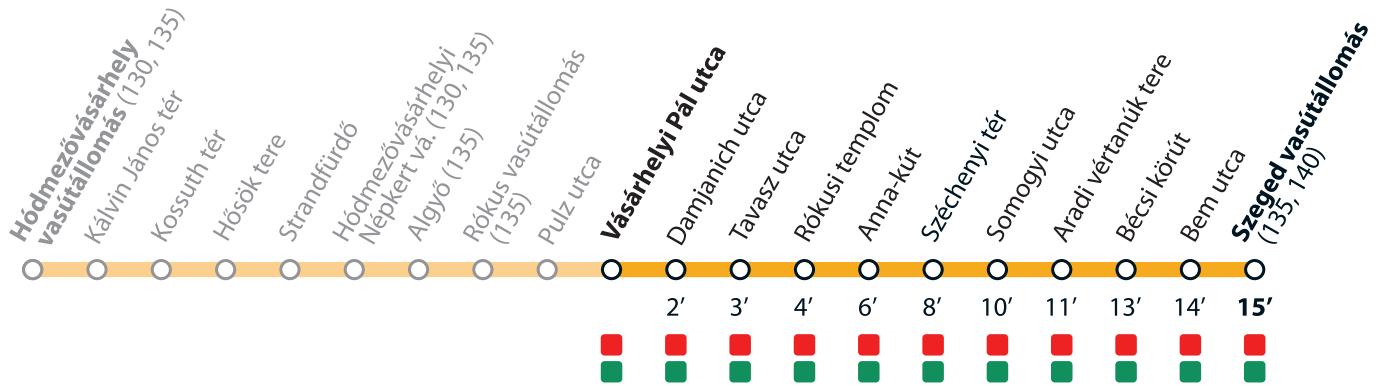 Hódmezővásárhely
vasútállomás (130, 135)
Kálvin János tér
Kossuth tér
Hősök tere
Strandfürdő
Hódmezővásárhelyi
Népkert vá. (130, 135)
Algyő (135)
Rókus vasútállomás
(135)
Pulz utca
Vásárhelyi Pál utca
Damjanich utca
Tavasz utca
Rókusi templom
Anna-kút
Széchenyi tér
Somogyi utca
Aradi vértanúk tere
Bécsi körút
Bem utca
Szeged vasútállomás
(135, 140)
2’ 3’ 4’ 6’ 8’ 10’ 11’ 13’ 14’ 15’